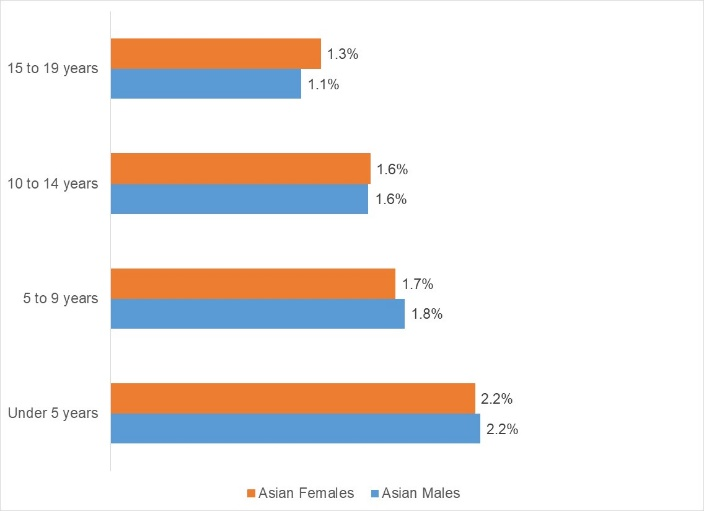 15 to 19 years
1.3%
1.1%
10 to 14 years
1.6%
1.6%
5 to 9 years
1.7%
1.8%
Under 5 years
2.2%
2.2%
Asian Females Asian Males